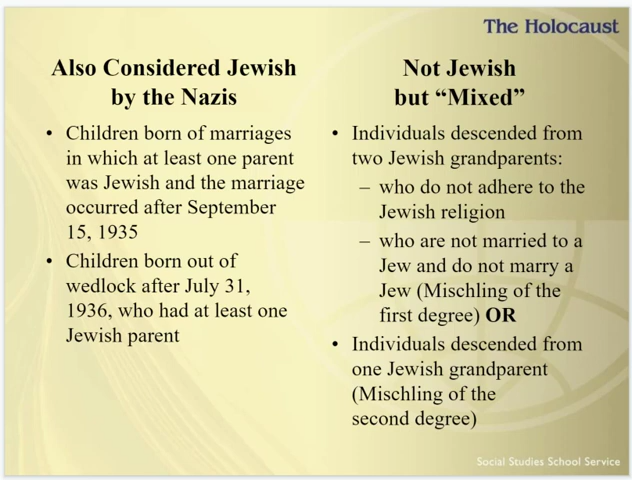 The Holocaust
Also Considered Jewish
by the Nazis
• Children born of marriages
in which at least one parent
was Jewish and the marriage
occurred after September
15, 1935
• Children born out of
wedlock after July 31,
1936, who had at least one
Jewish parent
Not Jewish
but “Mixed”
• Individuals descended from
two Jewish grandparents:
– who do not adhere to the
Jewish religion
– who are not married to a
Jew and do not marry a
Jew (Mischling of the
first degree) OR
• Individuals descended from
one Jewish grandparent
(Mischling of the
second degree)
Social Studies School Service